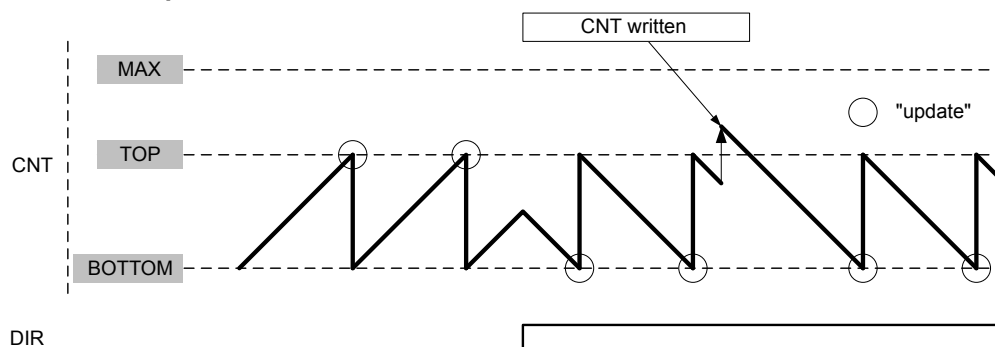 CNT written
MAX
"update"
TOP
CNT
BOTTOM
DIR